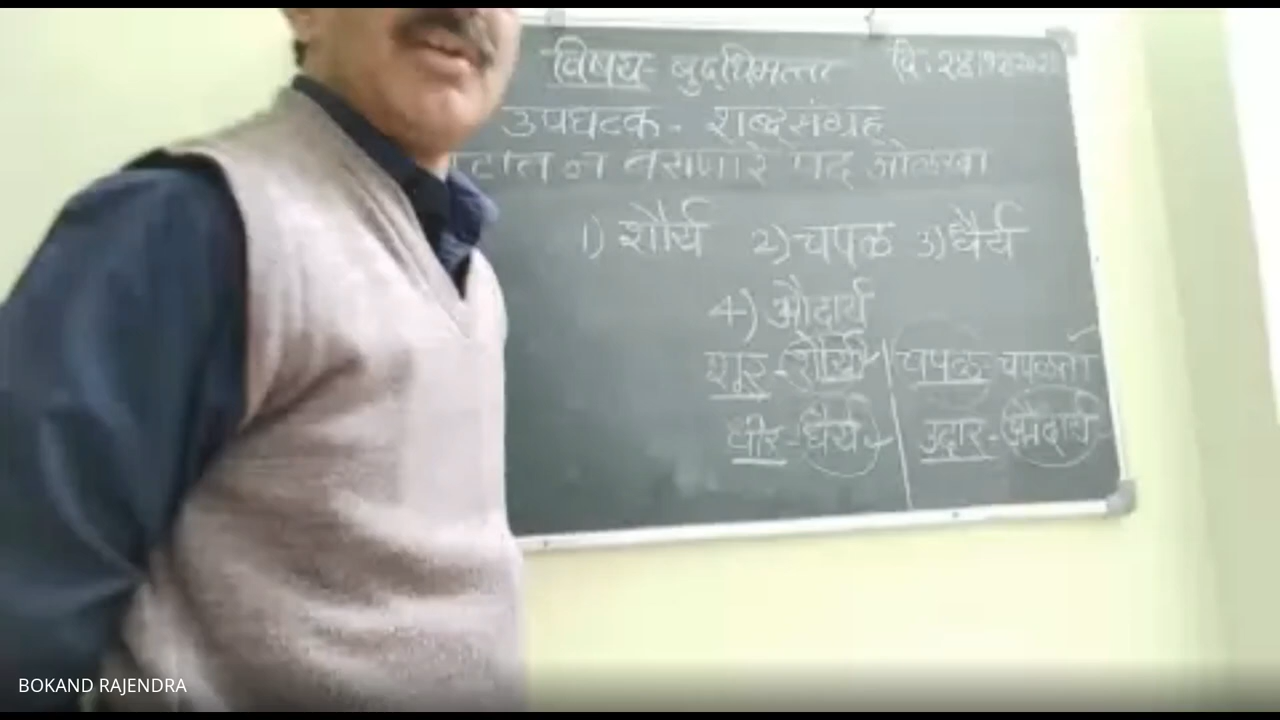 विषय- बुद्धिमत्ता
उपघटक - शब्दसंग्रह
न बसणारे पद ओळखा
1) शौर्य 2) चपळ 3) धैर्य
4) औदार्य
शूर - शौर्य चपळ - चपळता
धीर - धैर्य उदार - औदार्य
BOKAND RAJENDRA